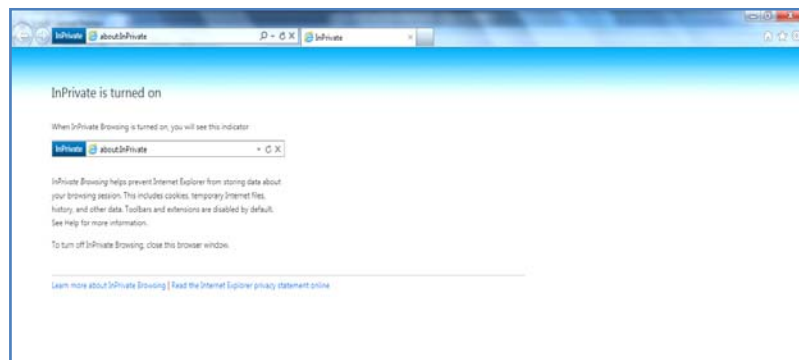 InPrivate about:InPrivate InPrivate
InPrivate is turned on
When InPrivate Browsing is turned on, you will see this indicator
InPrivate about:InPrivate
InPrivate Browsing helps prevent Internet Explorer from storing data about
your browsing session. This includes cookies, temporary Internet files,
history, and other data. Toolbars and extensions are disabled by default.
See Help for more information.
To turn off InPrivate Browsing, close this browser window.
Learn more about InPrivate Browsing | Read the Internet Explorer privacy statement online